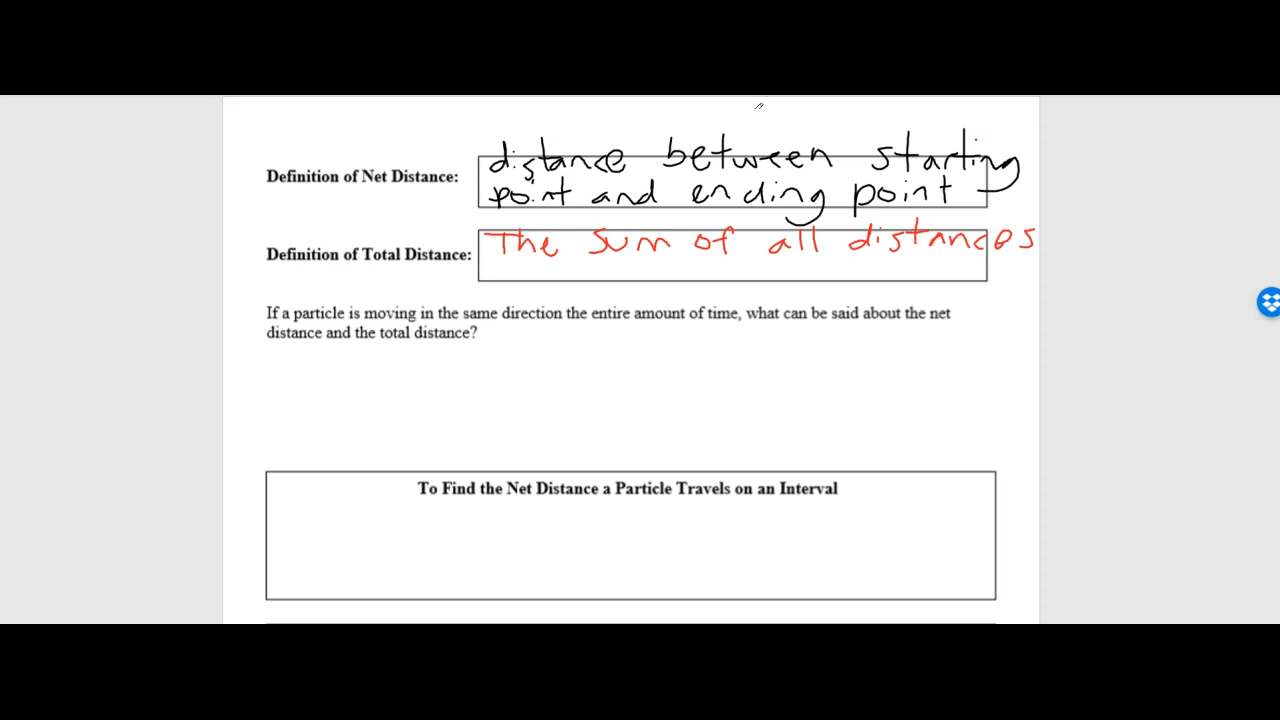 distance between starting
Definition of Net Distance: point and ending point
Definition of Total Distance: The sum of all distances
If a particle is moving in the same direction the entire amount of time, what can be said about the net
distance and the total distance?
To Find the Net Distance a Particle Travels on an Interval